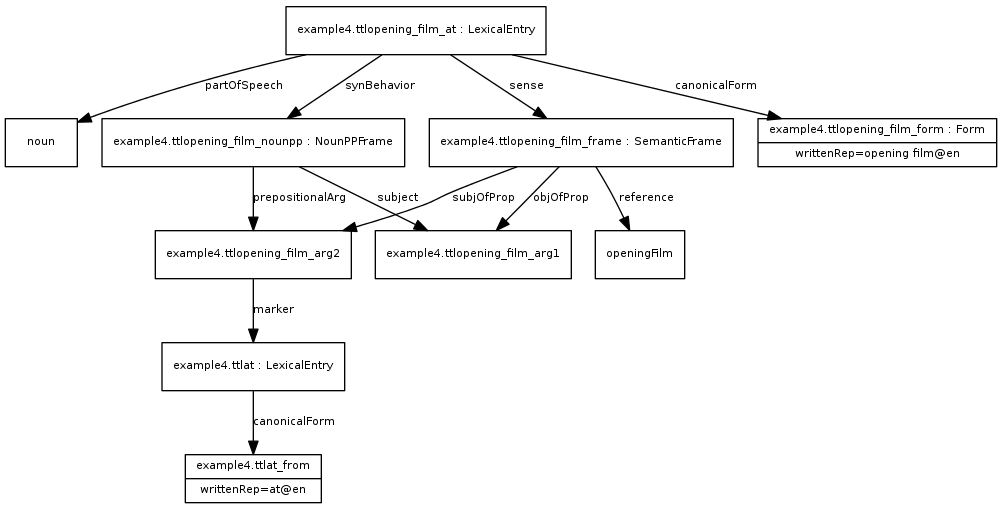 example4.ttlopening_film_at : LexicalEntry
partOfSpeech
synBehavior
sense
canonicalForm
noun
example4.ttlopening_film_nounpp : NounPPFrame
example4.ttlopening_film_frame : SemanticFrame
example4.ttlopening_film_form : Form
writtenRep=opening film@en
prepositionalArg
subject
subjOfProp
objOfProp
reference
example4.ttlopening_film_arg2
example4.ttlopening_film_arg1
openingFilm
marker
example4.ttlat : LexicalEntry
canonicalForm
example4.ttlat_from
writtenRep=at@en